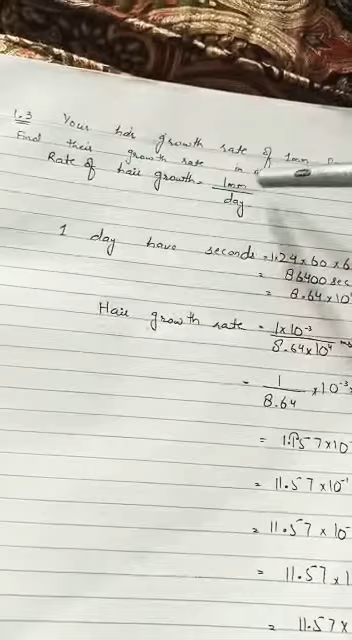 1.3 Your hair growth rate of 1mm
Find their growth rate in
Rate of hair growth = 1mm
day
1 day have seconds = 1.24 x 60 x 6
= 86400 sec
= 8.64 x 10
Hair growth rate = 1 x 10⁻³
8.64 x 10⁴
= 1 x 10⁻³
8.64
= 1.157 x 10
= 11.57 x 10⁻
= 11.57 x 10⁻
= 11.57 x 1
= 11.57 x